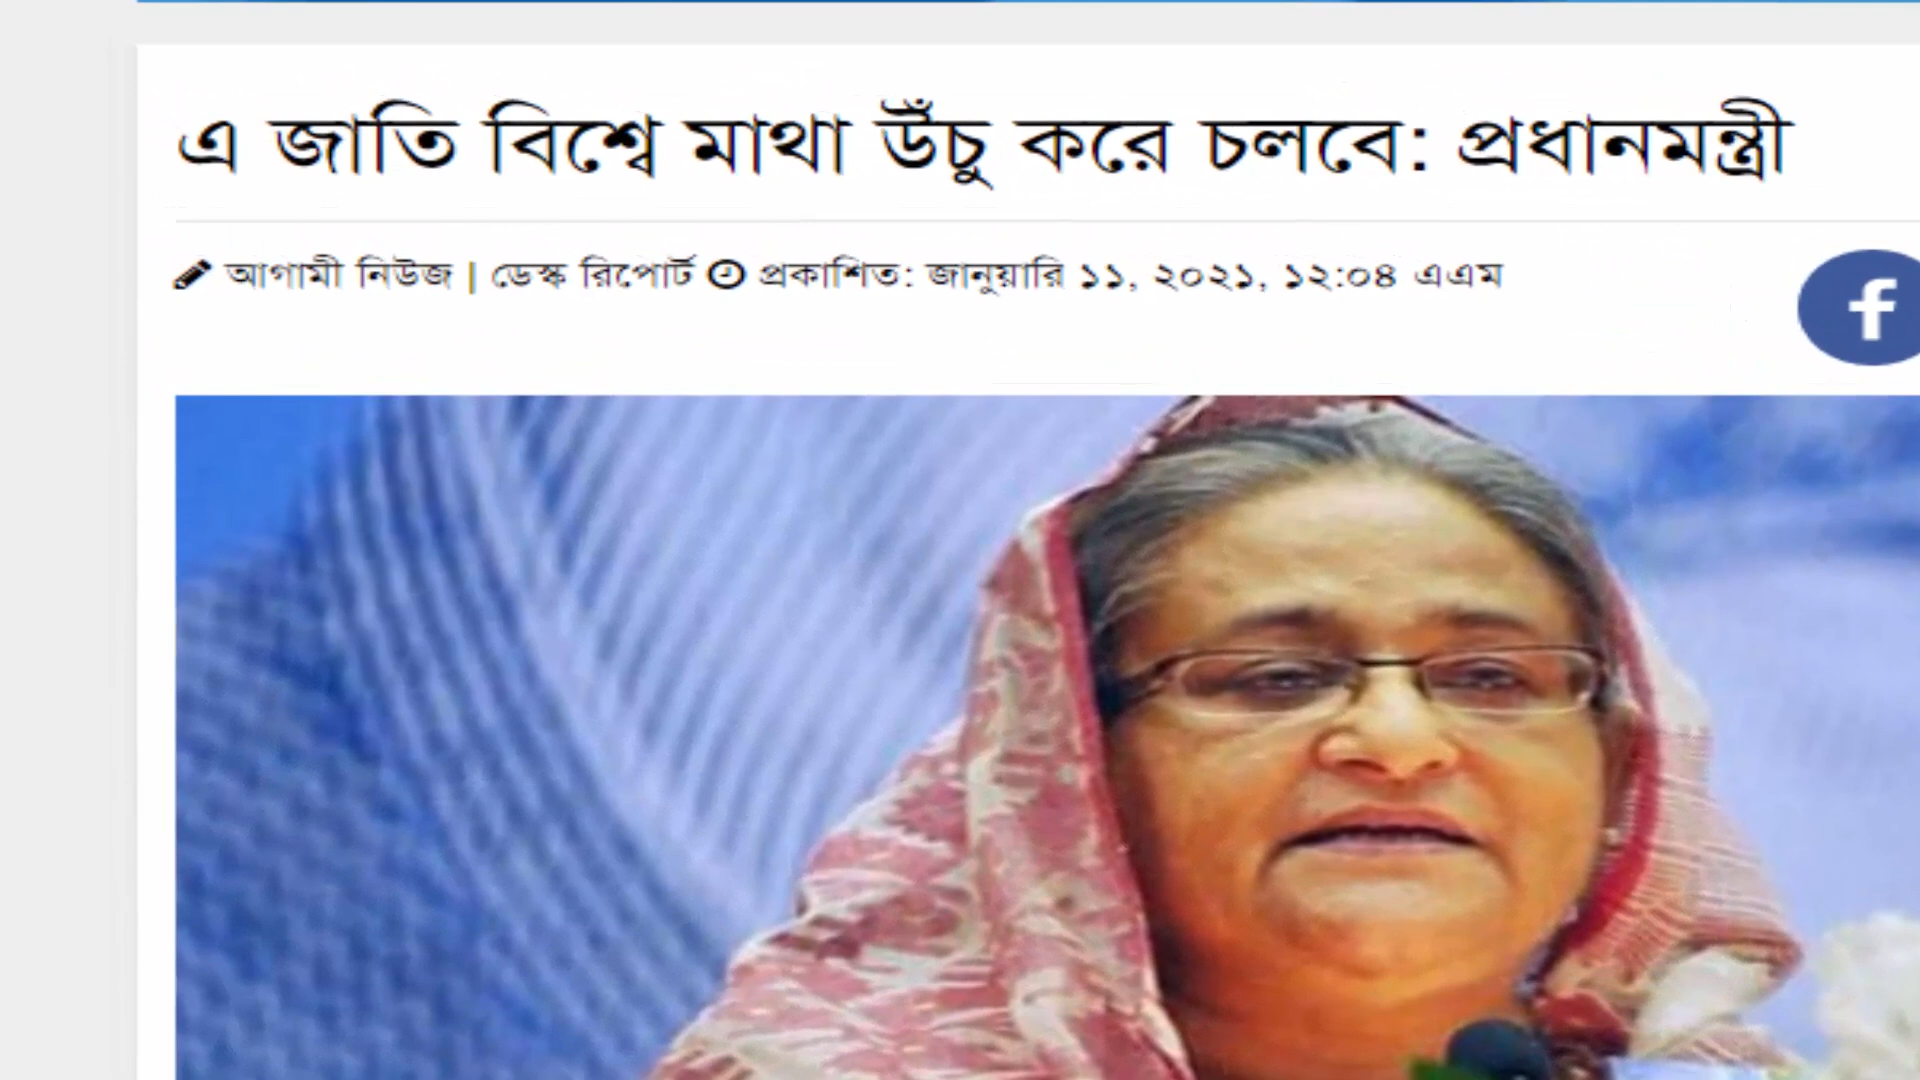 এ জাতি বিশ্বে মাথা উঁচু করে চলবে: প্রধানমন্ত্রী
আগামী নিউজ | ডেস্ক রিপোর্ট প্রকাশিত: জানুয়ারি ১১, ২০২১, ১২:০৪ এএম
f